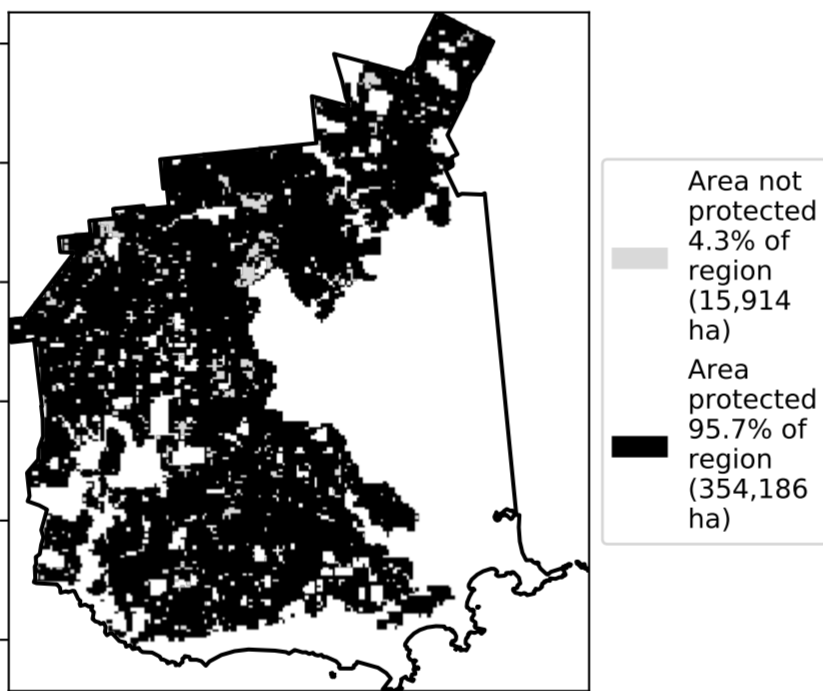 Area not
protected
4.3% of
region
(15,914
ha)
Area
protected
95.7% of
region
(354,186
ha)